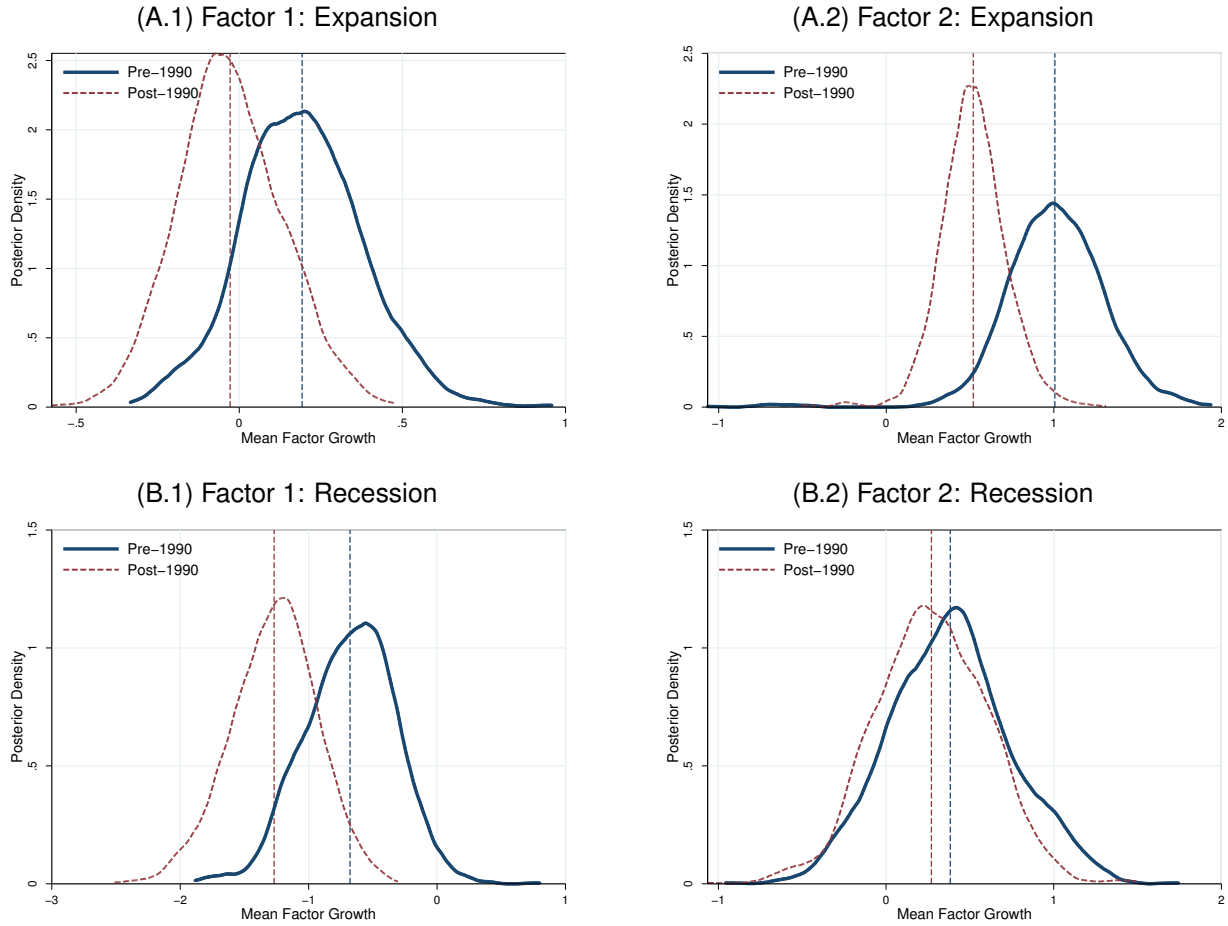 (A.1) Factor 1: Expansion
Pre−1990
Post−1990
Posterior Density
0
.5
1
1.5
2
2.5
−.5
0
.5
1
Mean Factor Growth
(A.2) Factor 2: Expansion
Pre−1990
Post−1990
Posterior Density
0
.5
1
1.5
2
2.5
−1
0
1
2
Mean Factor Growth
(B.1) Factor 1: Recession
Pre−1990
Post−1990
Posterior Density
0
.5
1
1.5
−3
−2
−1
0
1
Mean Factor Growth
(B.2) Factor 2: Recession
Pre−1990
Post−1990
Posterior Density
0
.5
1
1.5
−1
0
1
2
Mean Factor Growth